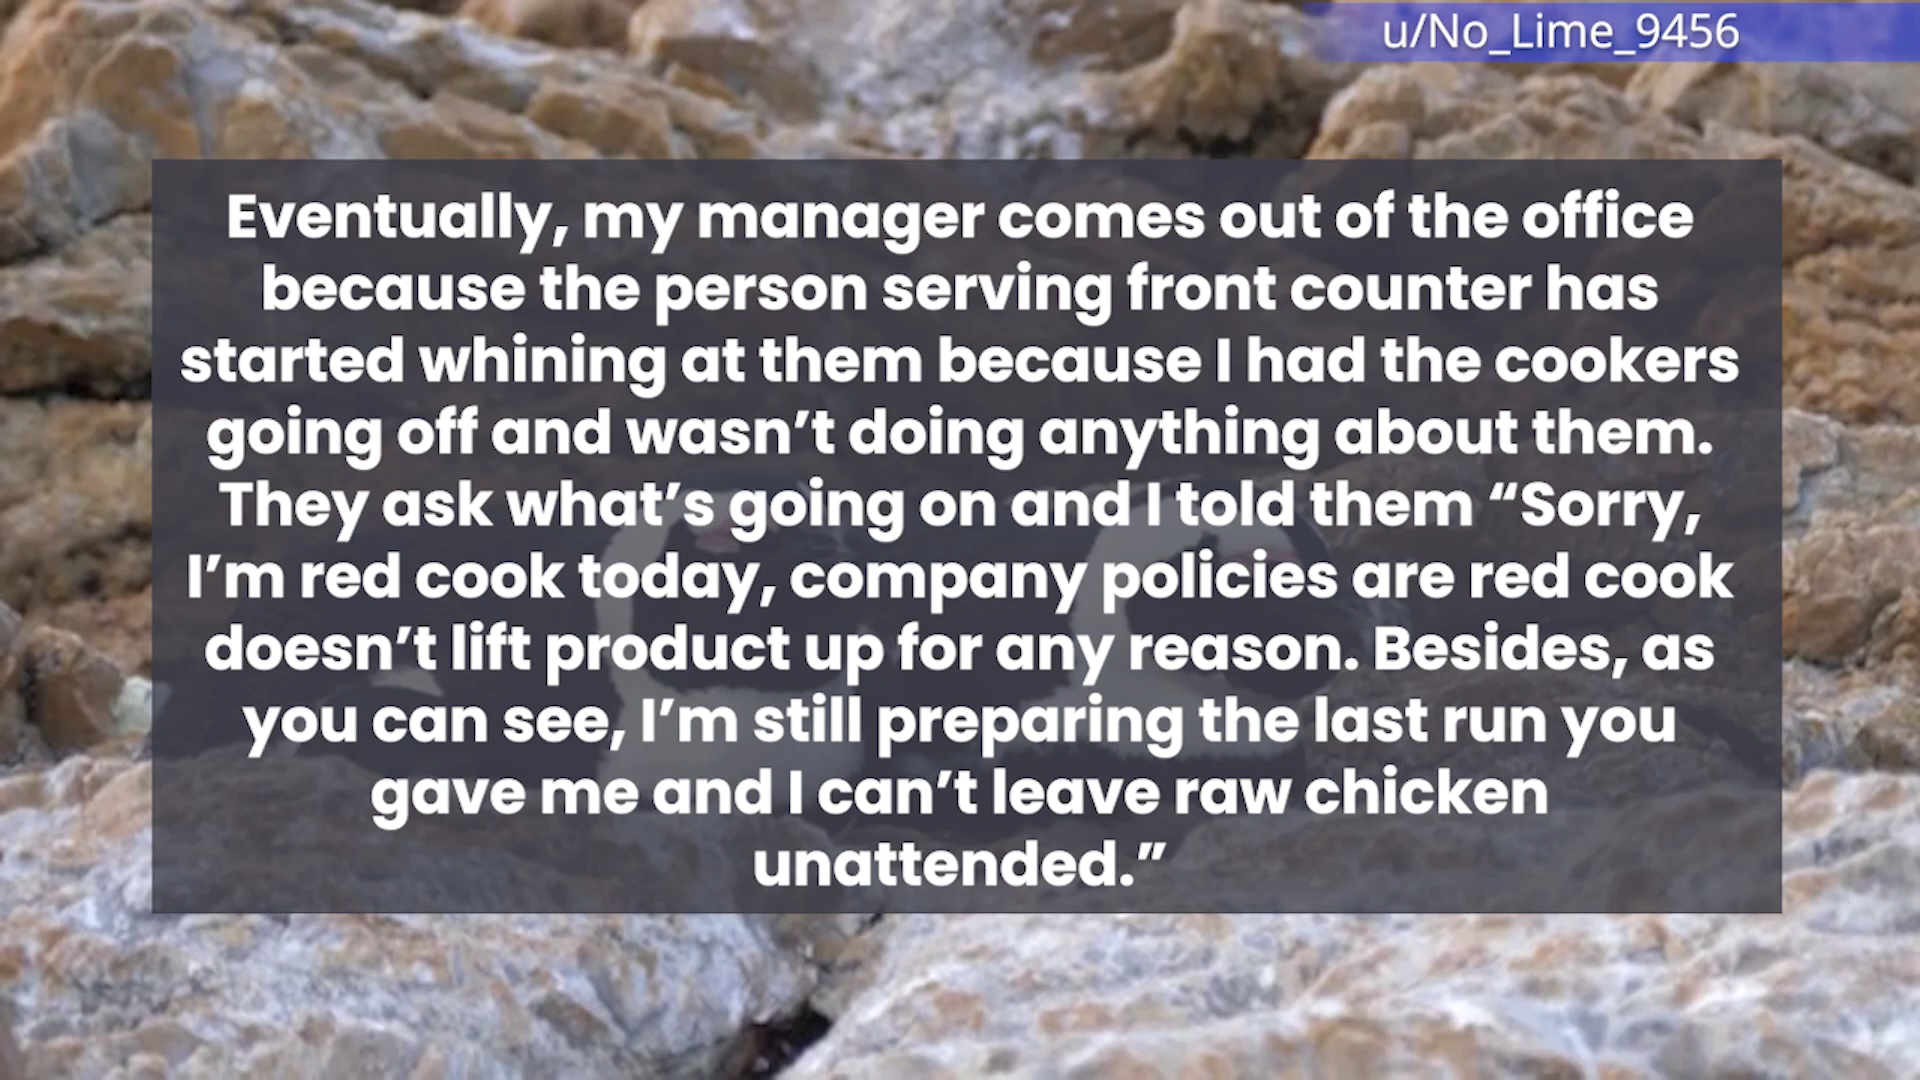 u/No_Lime_9456
Eventually, my manager comes out of the office
because the person serving front counter has
started whining at them because I had the cookers
going off and wasn’t doing anything about them.
They ask what’s going on and I told them “Sorry,
I’m red cook today, company policies are red cook
doesn’t lift product up for any reason. Besides, as
you can see, I’m still preparing the last run you
gave me and I can’t leave raw chicken
unattended.”